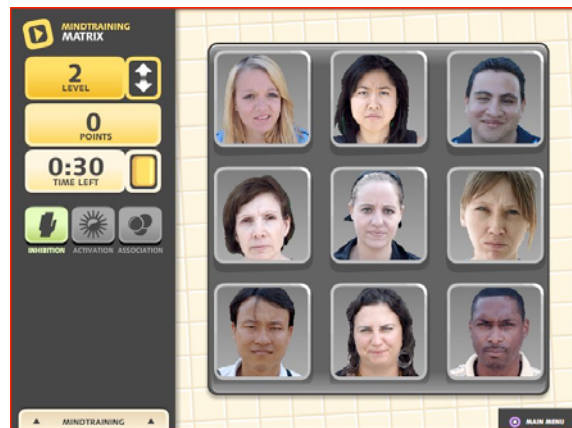 MINDTRAINING
MATRIX
2
LEVEL
0
POINTS
0:30
TIME LEFT
INHIBITION ACTIVATION ASSOCIATION
▲ MINDTRAINING ▲
MAIN MENU